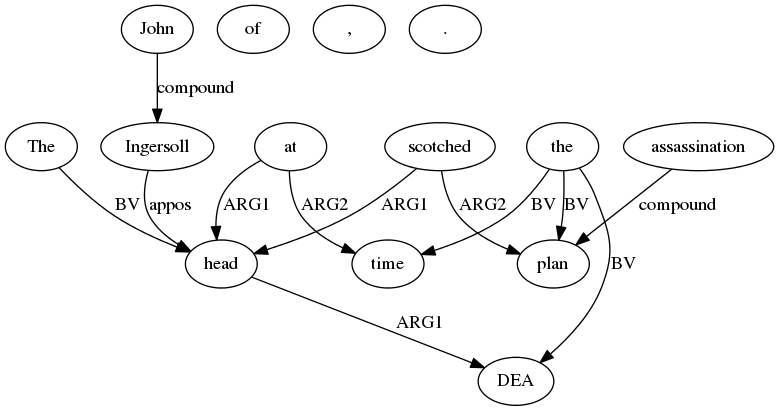 John of , .
compound
The Ingersoll at scotched the assassination
BV appos ARG1 ARG2 ARG1 ARG2 BV BV compound
head time plan BV
ARG1
DEA